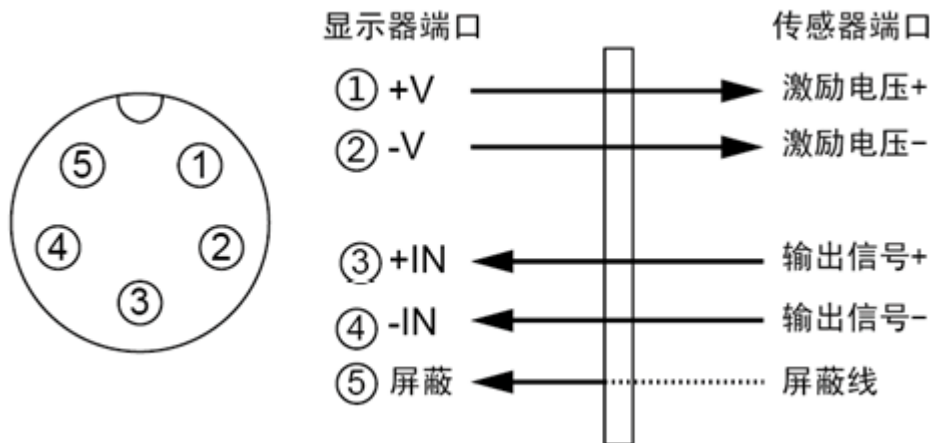 显示器端口 传感器端口
① +V 激励电压+
② -V 激励电压-
③ +IN 输出信号+
④ -IN 输出信号-
⑤ 屏蔽 屏蔽线
⑤ ①
④ ②
③